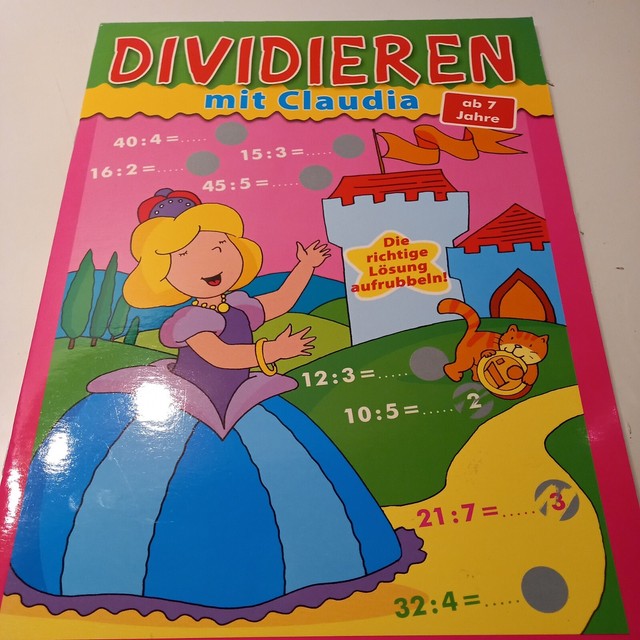 DIVIDIEREN
mit Claudia
ab 7
Jahre
40:4=.....
15:3=.....
16:2=.....
45:5=.....
Die
richtige
Lösung
aufrubbeln!
12:3=.....
10:5=..... 2
21:7=..... 3
32:4=.....